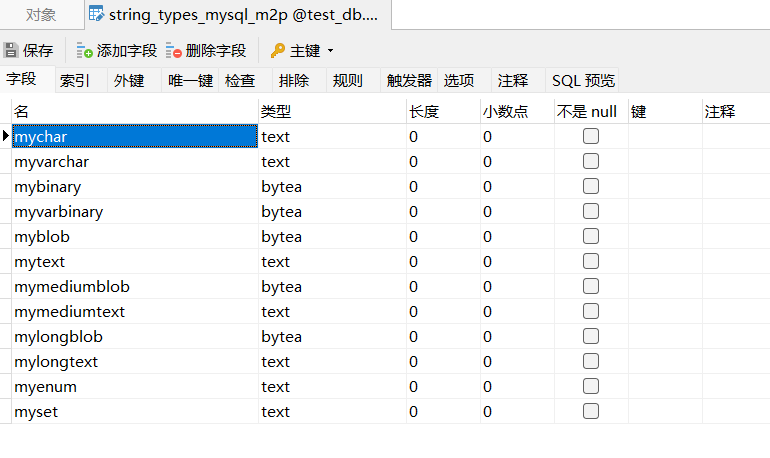 对象 string_types_mysql_m2p @test_db....
保存 添加字段 删除字段 主键
字段 索引 外键 唯一键 检查 排除 规则 触发器 选项 注释 SQL 预览
名 类型 长度 小数点 不是 null 键 注释
mychar text 0 0
myvarchar text 0 0
mybinary bytea 0 0
myvarbinary bytea 0 0
myblob bytea 0 0
mytext text 0 0
mymediumblob bytea 0 0
mymediumtext text 0 0
mylongblob bytea 0 0
mylongtext text 0 0
myenum text 0 0
myset text 0 0